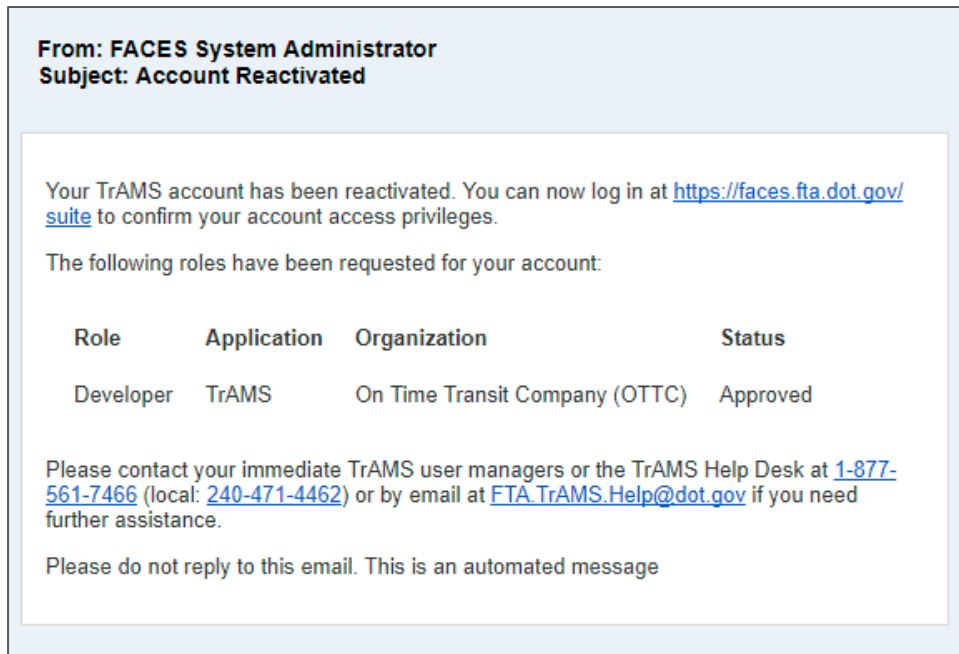 From: FACES System Administrator
Subject: Account Reactivated
Your TrAMS account has been reactivated. You can now log in at https://faces.fta.dot.gov/
suite to confirm your account access privileges.
The following roles have been requested for your account:
Role Application Organization Status
Developer TrAMS On Time Transit Company (OTTC) Approved
Please contact your immediate TrAMS user managers or the TrAMS Help Desk at 1-877-
561-7466 (local: 240-471-4462) or by email at FTA.TrAMS.Help@dot.gov if you need
further assistance.
Please do not reply to this email. This is an automated message